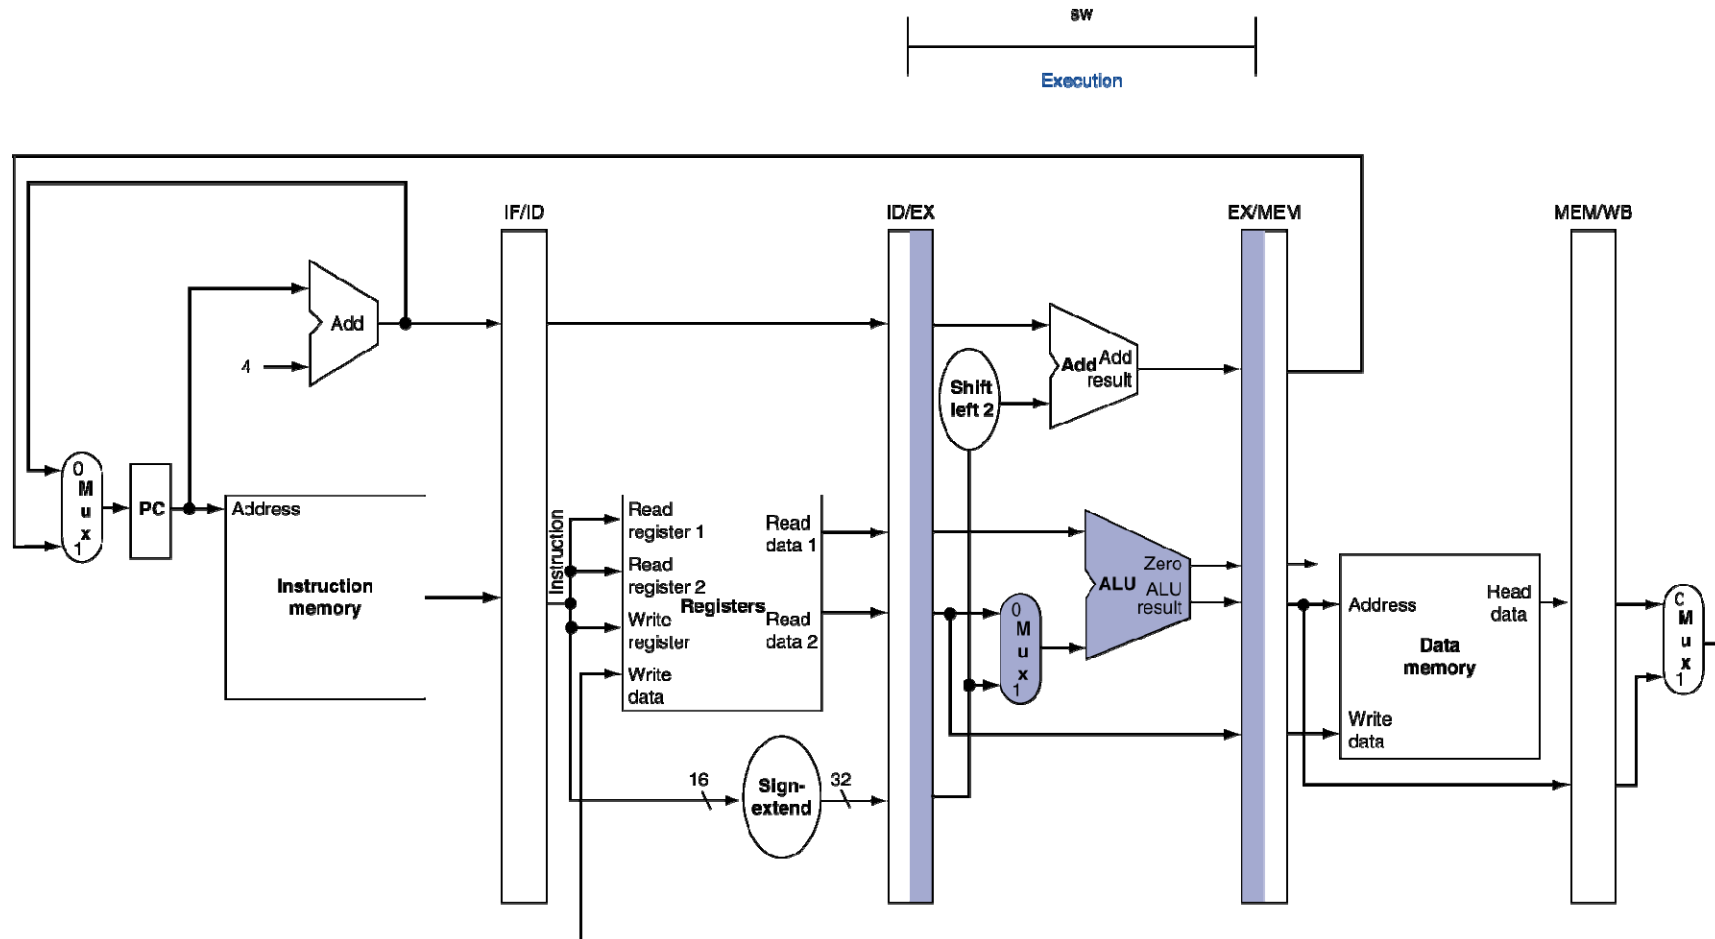 sw
Execution
IF/ID
ID/EX
EX/MEM
MEM/WB
Add
4
Add Add
result
Shift
left 2
0
M
u
x
1
PC
Address
Instruction
memory
Instruction
Read
register 1
Read
register 2
Write
register
Write
data
Registers
Read
data 1
Read
data 2
0
M
u
x
1
Zero
ALU
ALU
result
Address
Read
data
Data
memory
Write
data
0
M
u
x
1
16
Sign-
extend
32